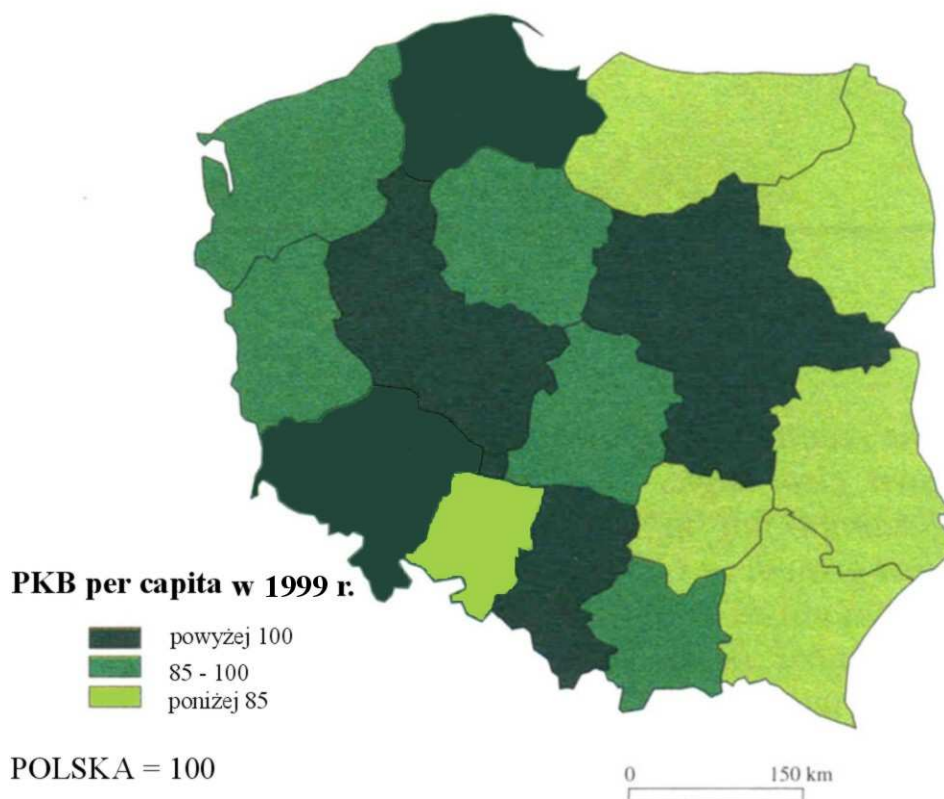 PKB per capita w 1999 r.
powyżej 100
85 - 100
poniżej 85
POLSKA = 100
0 150 km